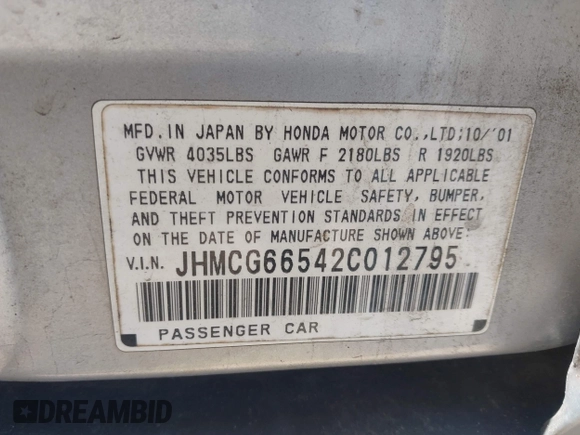 MFD. IN JAPAN BY HONDA MOTOR CO.,LTD;10/'01
GVWR 4035LBS GAWR F 2180LBS R 1920LBS
THIS VEHICLE CONFORMS TO ALL APPLICABLE
FEDERAL MOTOR VEHICLE SAFETY, BUMPER,
AND THEFT PREVENTION STANDARDS IN EFFECT
ON THE DATE OF MANUFACTURE SHOWN ABOVE:
V.I.N. JHMCG66542C012795
PASSENGER CAR
DREAMBID